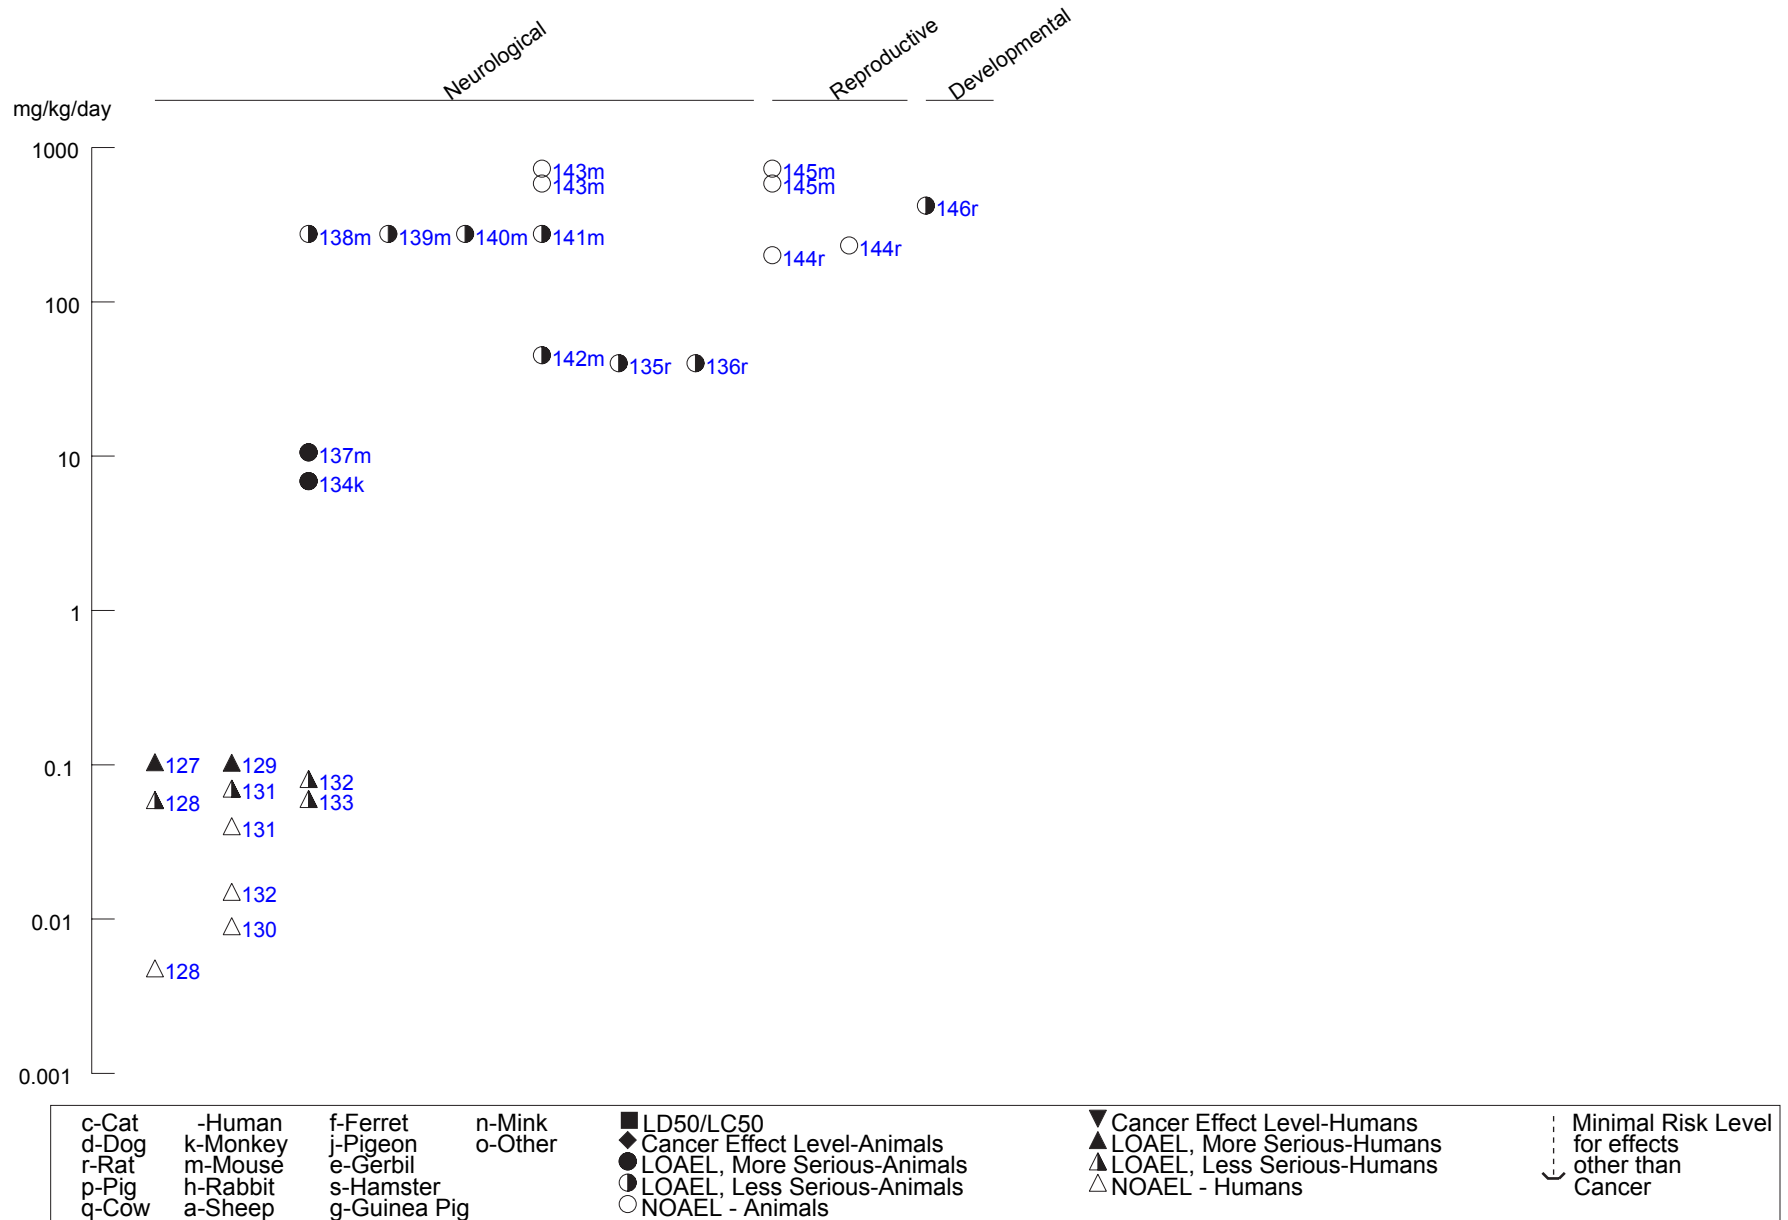 Neurological
Reproductive
Developmental
mg/kg/day
1000
143m
145m
143m
145m
146r
138m
139m
140m
141m
144r
144r
100
142m
135r
136r
10
137m
134k
1
0.1
127
129
132
131
128
133
131
132
0.01
130
128
0.001
c-Cat -Human f-Ferret n-Mink LD50/LC50 Cancer Effect Level-Humans Minimal Risk Level
d-Dog k-Monkey j-Pigeon o-Other Cancer Effect Level-Animals LOAEL, More Serious-Humans for effects
r-Rat m-Mouse e-Gerbil LOAEL, More Serious-Animals LOAEL, Less Serious-Humans other than
p-Pig h-Rabbit s-Hamster LOAEL, Less Serious-Animals NOAEL - Humans Cancer
q-Cow a-Sheep g-Guinea Pig NOAEL - Animals